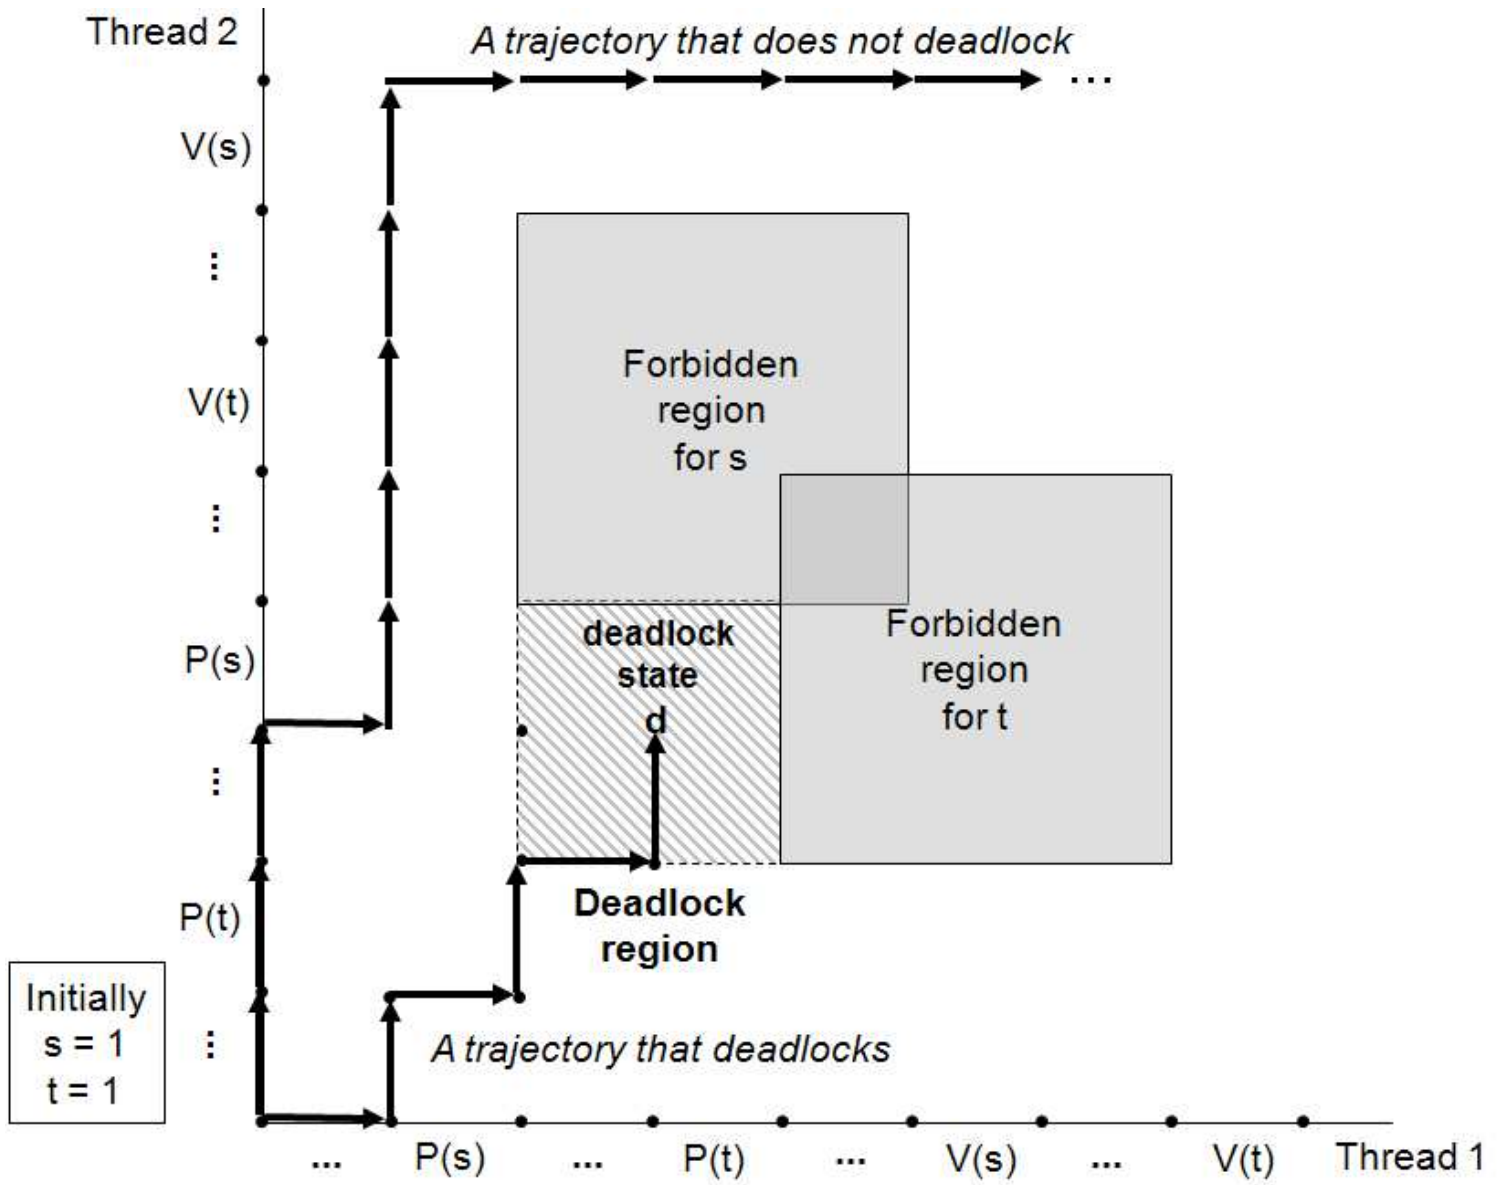 Thread 2
A trajectory that does not deadlock
...
V(s)
...
Forbidden
region
for s
V(t)
...
Forbidden
region
for t
deadlock
state
d
P(s)
...
Deadlock
region
P(t)
Initially
s = 1
t = 1
...
A trajectory that deadlocks
... P(s) ... P(t) ... V(s) ... V(t) Thread 1